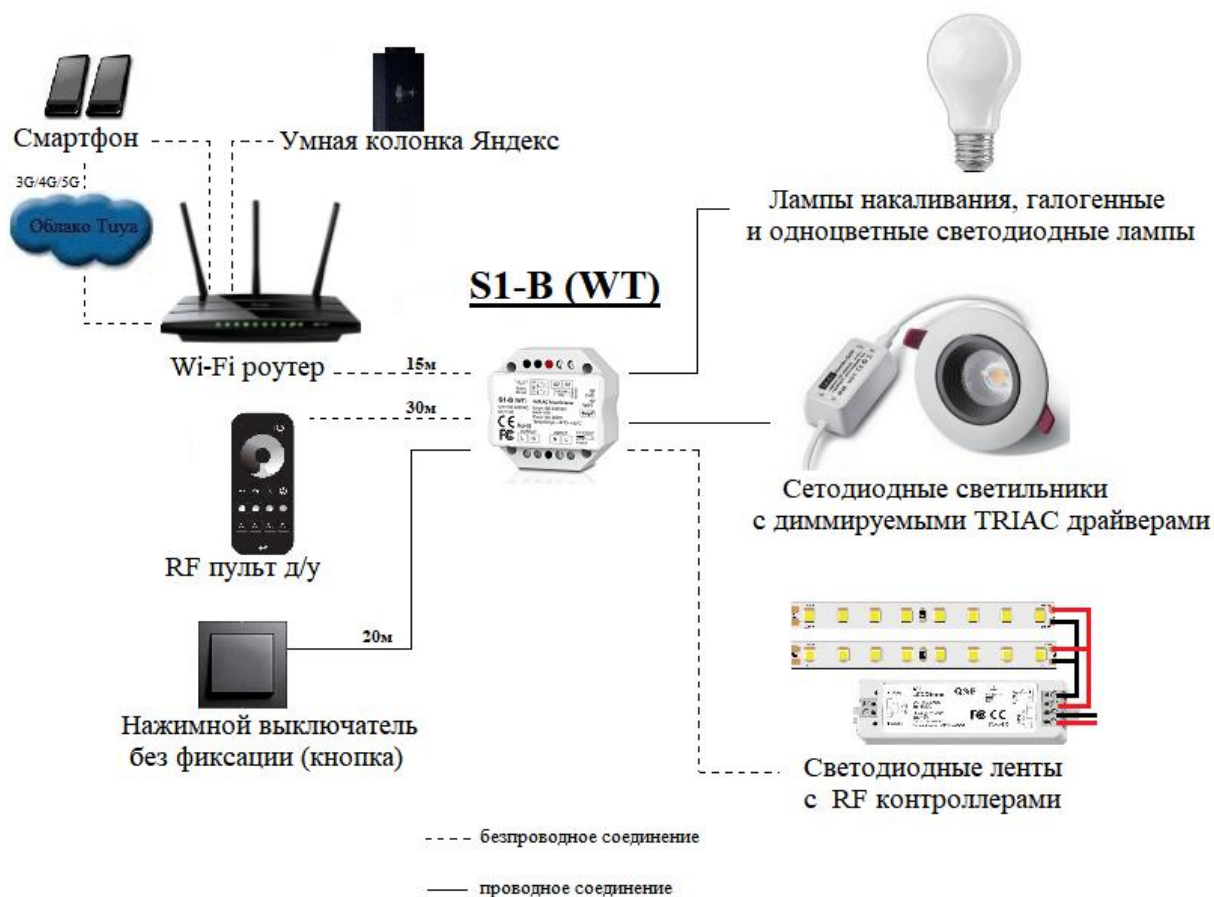 Смартфон
Умная колонка Яндекс
3G/4G/5G
Облако Tuya
Wi-Fi роутер
15м
30м
RF пульт д/у
20м
Нажимной выключатель
без фиксации (кнопка)
S1-B (WT)
S1-B (WT)
Лампы накаливания, галогенные
и одноцветные светодиодные лампы
Сетодиодные светильники
с диммируемыми TRIAC драйверами
Светодиодные ленты
с RF контроллерами
безпроводное соединение
проводное соединение